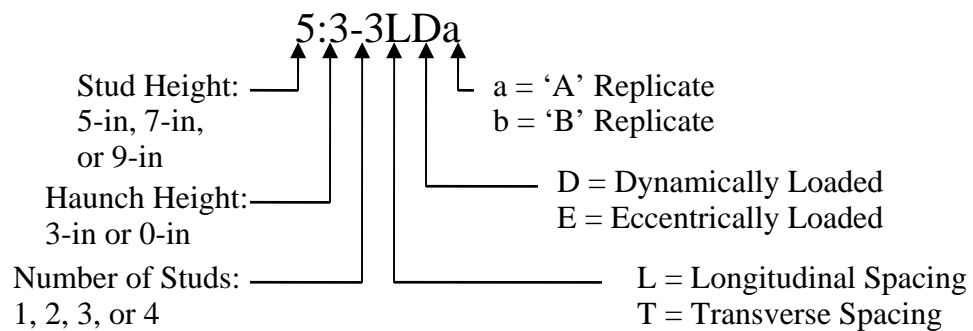 5:3-3LDa
Stud Height:
5-in, 7-in,
or 9-in
a = ‘A’ Replicate
b = ‘B’ Replicate
Haunch Height:
3-in or 0-in
D = Dynamically Loaded
E = Eccentrically Loaded
Number of Studs:
1, 2, 3, or 4
L = Longitudinal Spacing
T = Transverse Spacing